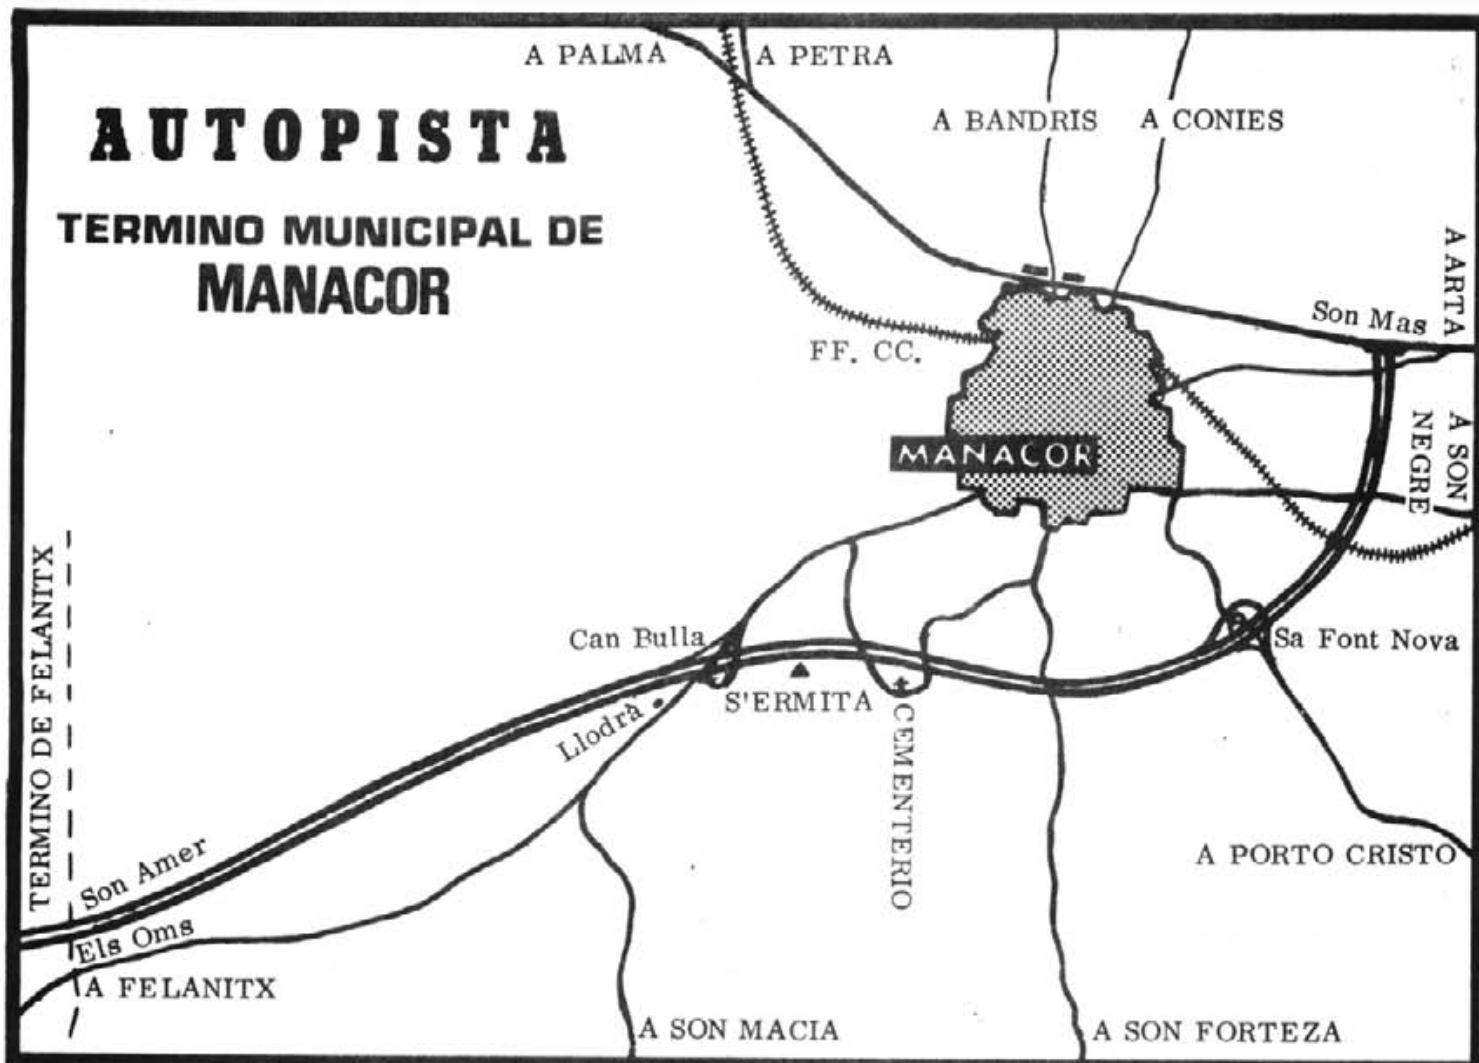 A PALMA
A PETRA
AUTOPISTA
A BANDRIS
A CONIES
TERMINO MUNICIPAL DE
MANACOR
A ARTA
Son Mas
FF. CC.
A SON
NEGRE
MANACOR
TERMINO DE FELANITX
Can Bulla
Sa Font Nova
S'ERMITA
Llodrà
CEMENTERIO
Son Amer
A PORTO CRISTO
Els Oms
A FELANITX
A SON MACIA
A SON FORTEZA